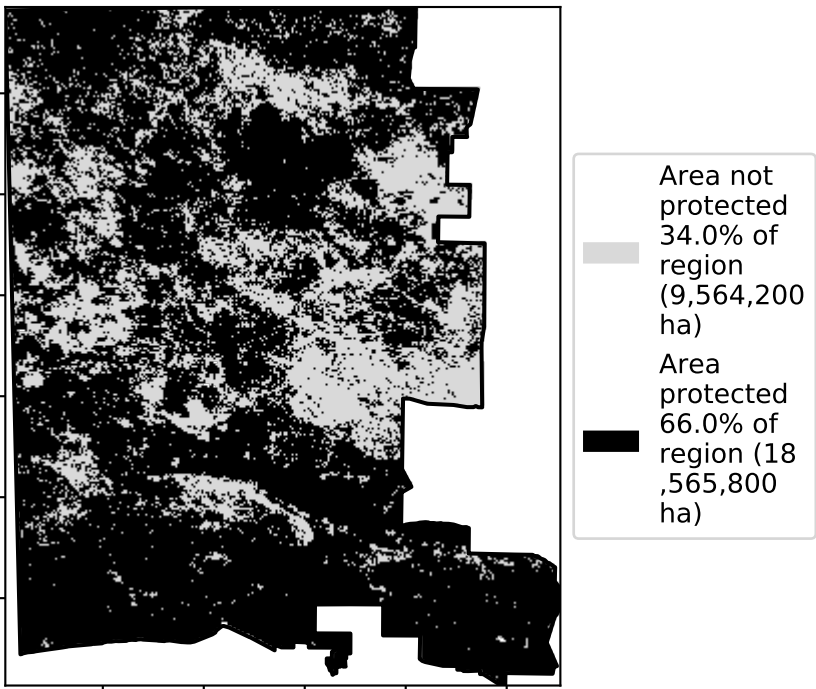 Area not
protected
34.0% of
region
(9,564,200
ha)
Area
protected
66.0% of
region (18
,565,800
ha)